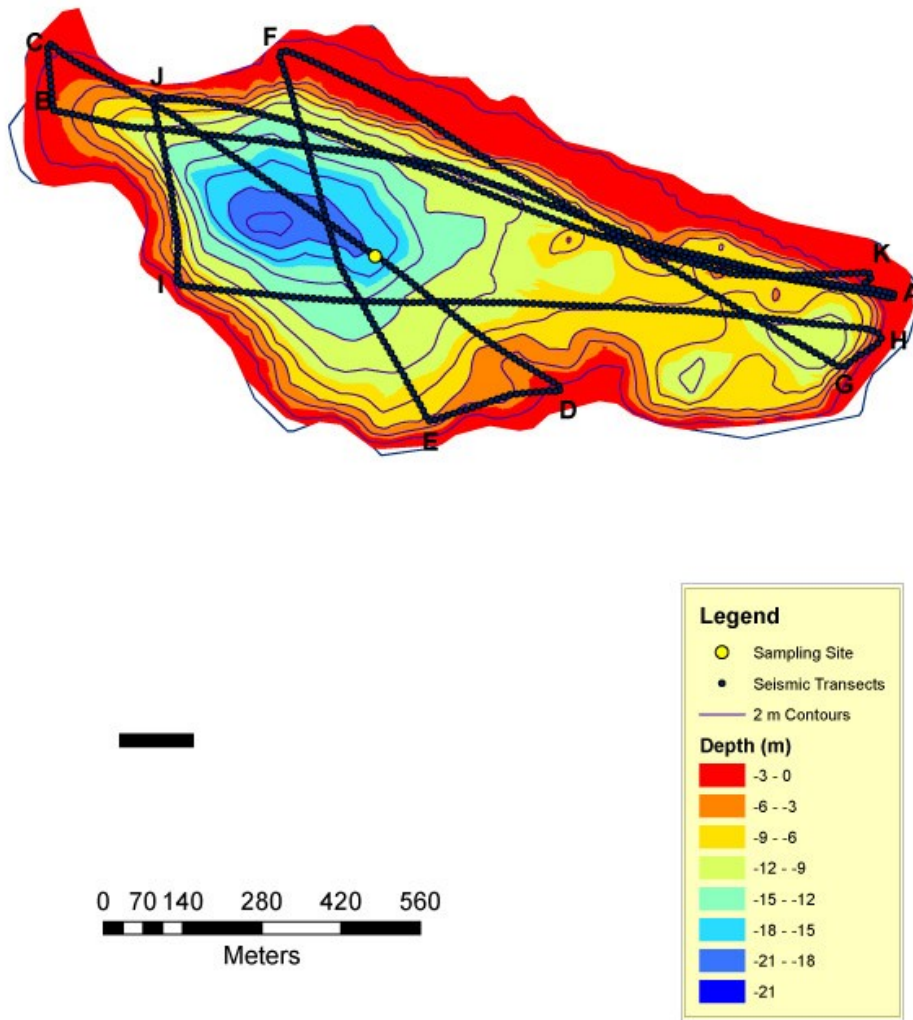 C
F
J
B
K
I
A
H
G
D
E
Legend
Sampling Site
Seismic Transects
2 m Contours
Depth (m)
-3 - 0
-6 - -3
-9 - -6
-12 - -9
-15 - -12
-18 - -15
-21 - -18
-21
0 70 140 280 420 560
Meters